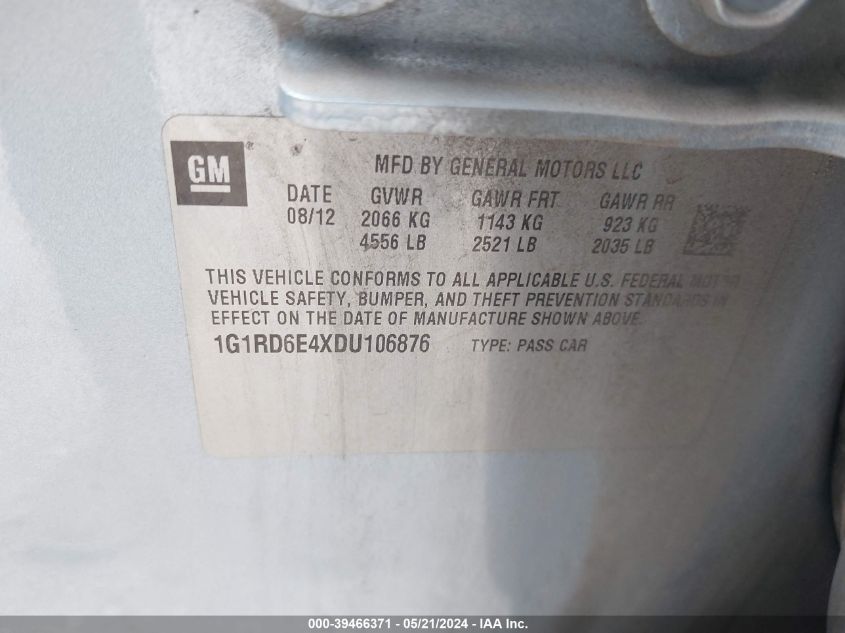 GM
MFD BY GENERAL MOTORS LLC
DATE GVWR GAWR FRT GAWR RR
08/12 2066 KG 1143 KG 923 KG
4556 LB 2521 LB 2035 LB
THIS VEHICLE CONFORMS TO ALL APPLICABLE U.S. FEDERAL MOTOR
VEHICLE SAFETY, BUMPER, AND THEFT PREVENTION STANDARDS IN
EFFECT ON THE DATE OF MANUFACTURE SHOWN ABOVE.
1G1RD6E4XDU106876 TYPE: PASS CAR
000-39466371 - 05/21/2024 - IAA Inc.